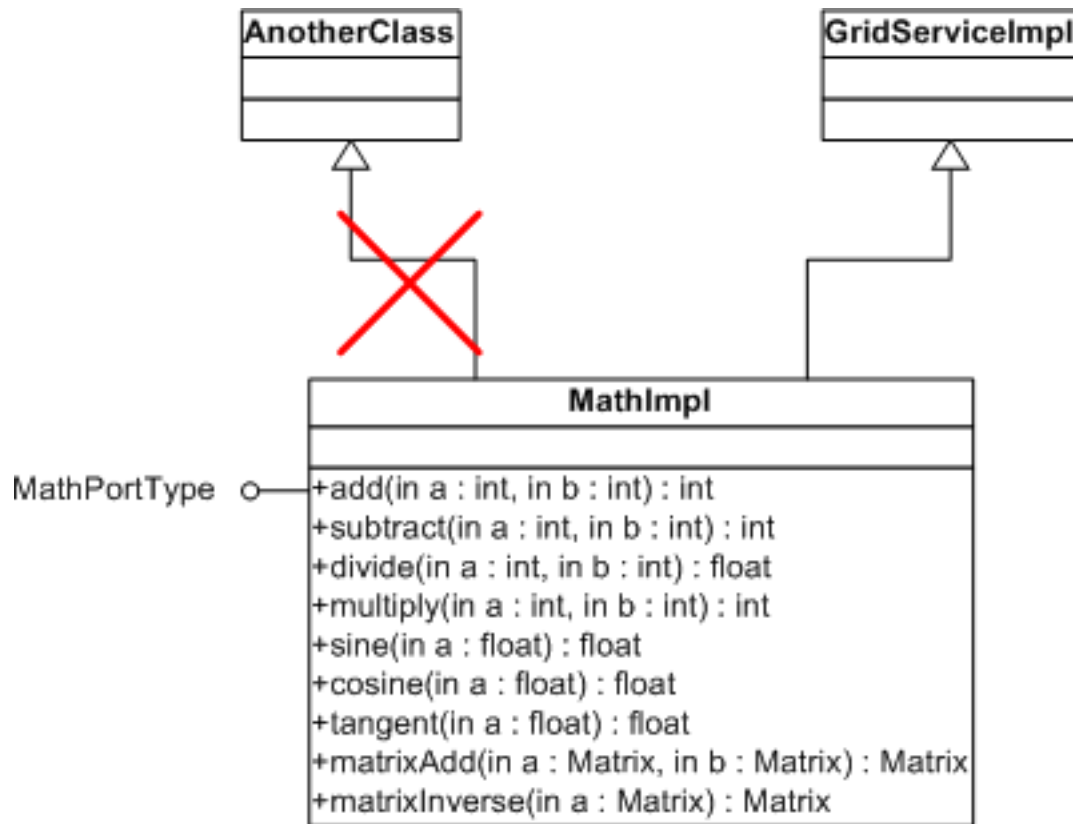 AnotherClass
GridServiceImpl
MathImpl
MathPortType
+add(in a : int, in b : int) : int
+subtract(in a : int, in b : int) : int
+divide(in a : int, in b : int) : float
+multiply(in a : int, in b : int) : int
+sine(in a : float) : float
+cosine(in a : float) : float
+tangent(in a : float) : float
+matrixAdd(in a : Matrix, in b : Matrix) : Matrix
+matrixInverse(in a : Matrix) : Matrix